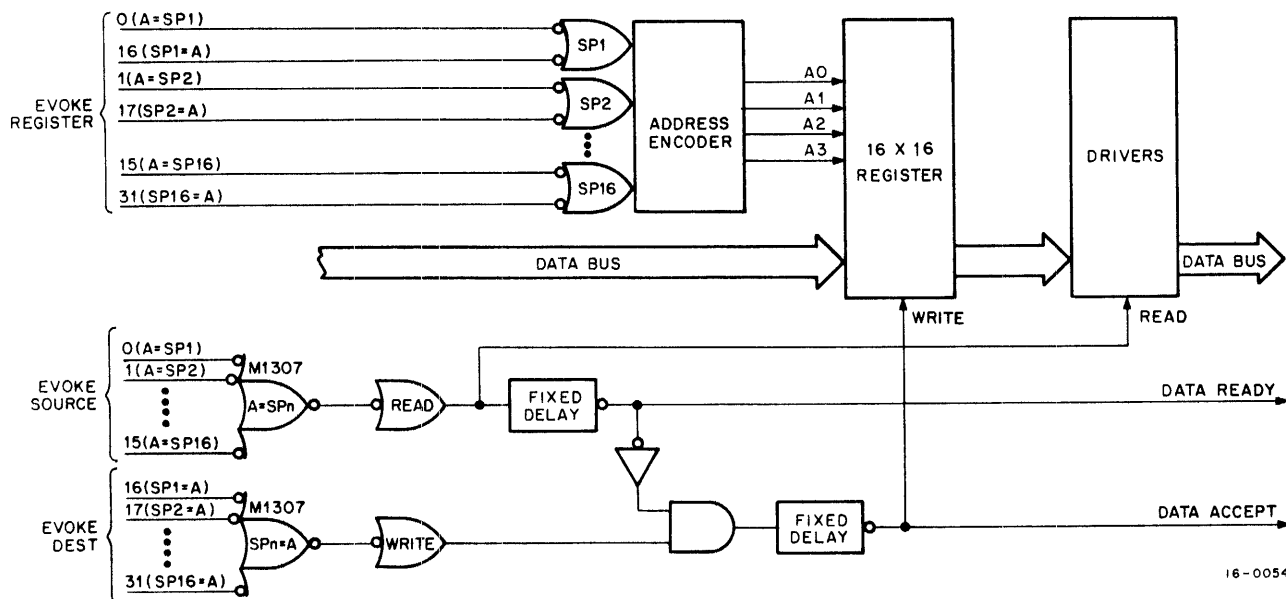 0(A=SP1)
16(SP1=A)
1(A=SP2)
17(SP2=A)
15(A=SP16)
31(SP16=A)
EVOKE
REGISTER
SP1
SP2
SP16
ADDRESS
ENCODER
A0
A1
A2
A3
16 X 16
REGISTER
DRIVERS
DATA BUS
DATA BUS
WRITE
READ
0(A=SP1)
1(A=SP2)
15(A=SP16)
EVOKE
SOURCE
M1307
A=SPn
READ
FIXED
DELAY
DATA READY
16(SP1=A)
17(SP2=A)
31(SP16=A)
EVOKE
DEST
M1307
SPn=A
WRITE
FIXED
DELAY
DATA ACCEPT
16-0054